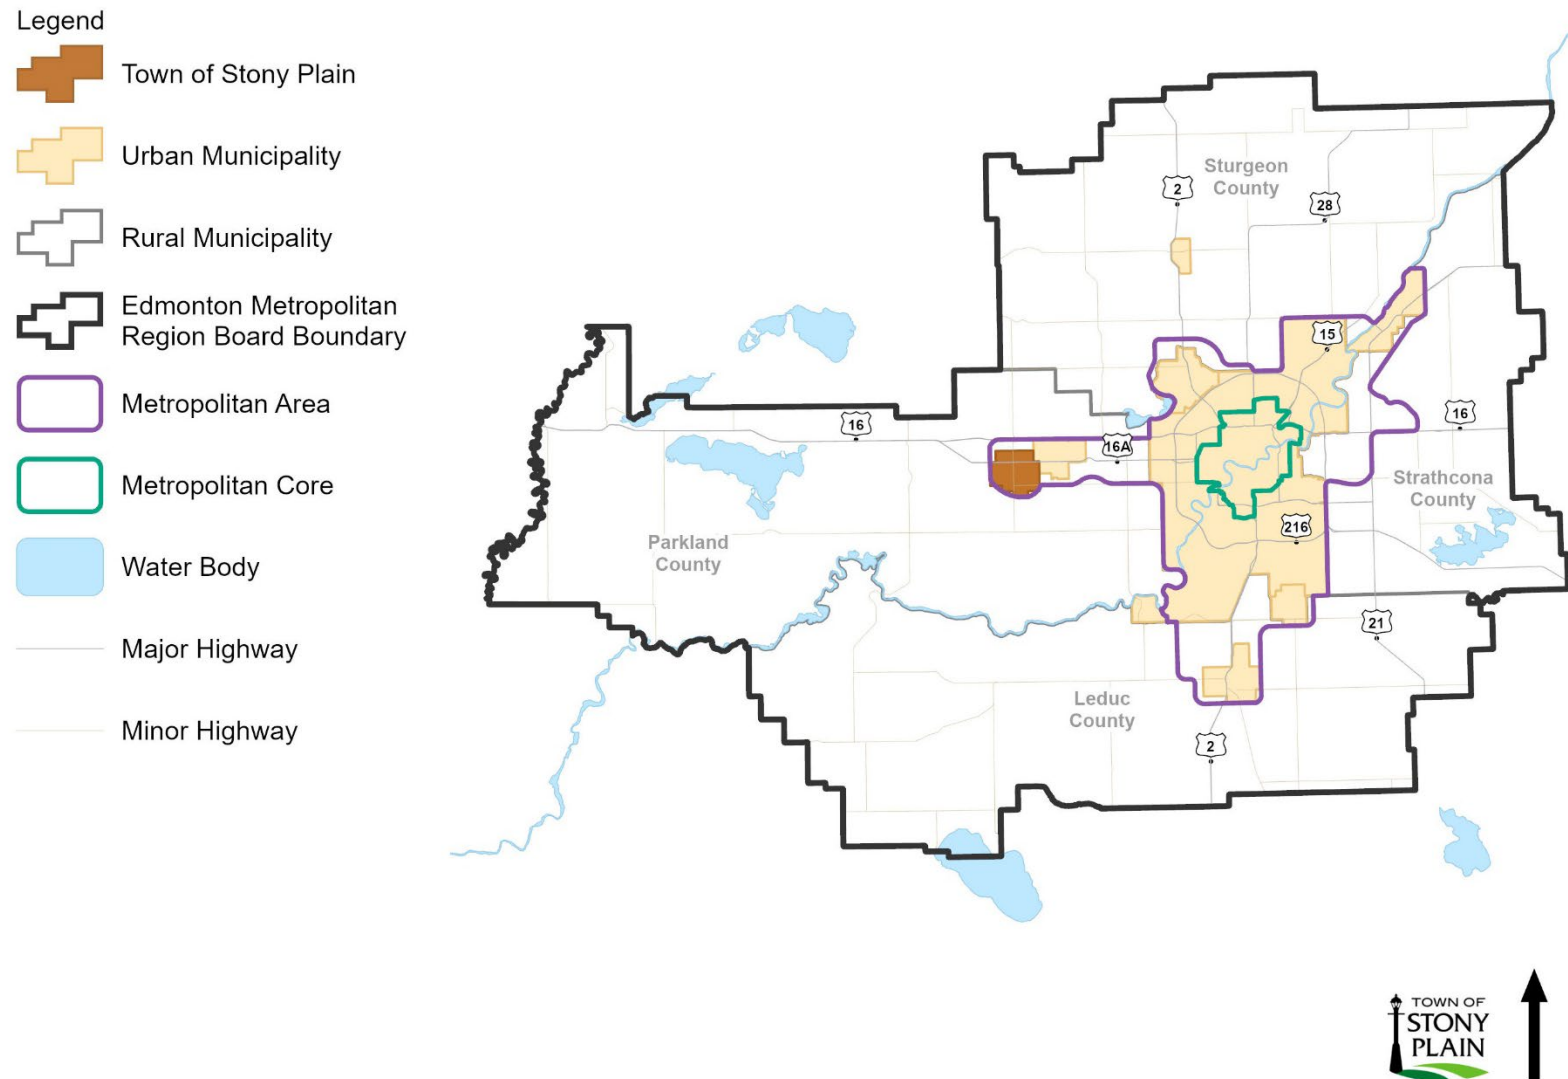 Legend
Town of Stony Plain
Urban Municipality
Rural Municipality
Edmonton Metropolitan
Region Board Boundary
Metropolitan Area
Metropolitan Core
Water Body
Major Highway
Minor Highway
Sturgeon
County
2
28
15
16
16
16A
Strathcona
County
216
Parkland
County
21
Leduc
County
2
TOWN OF
STONY
PLAIN